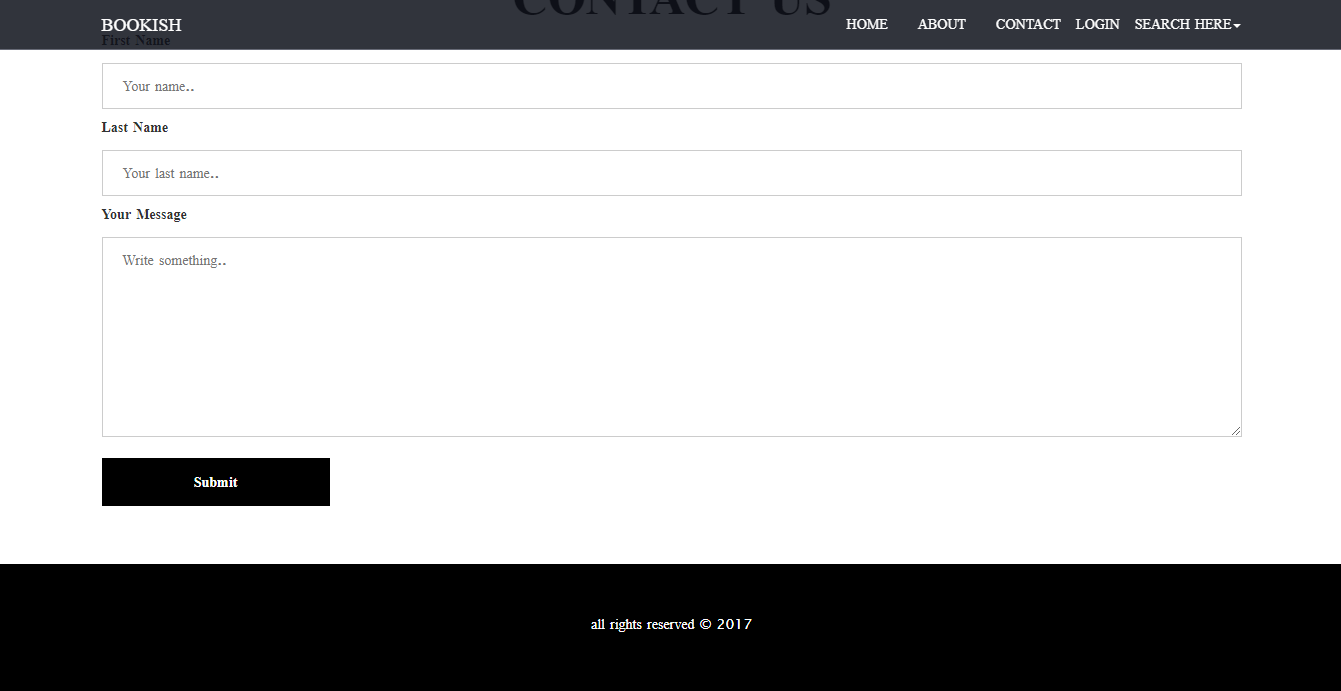 CONTACT US
BOOKISH
HOME ABOUT CONTACT LOGIN SEARCH HERE
First Name
Your name..
Last Name
Your last name..
Your Message
Write something..
Submit
all rights reserved © 2017